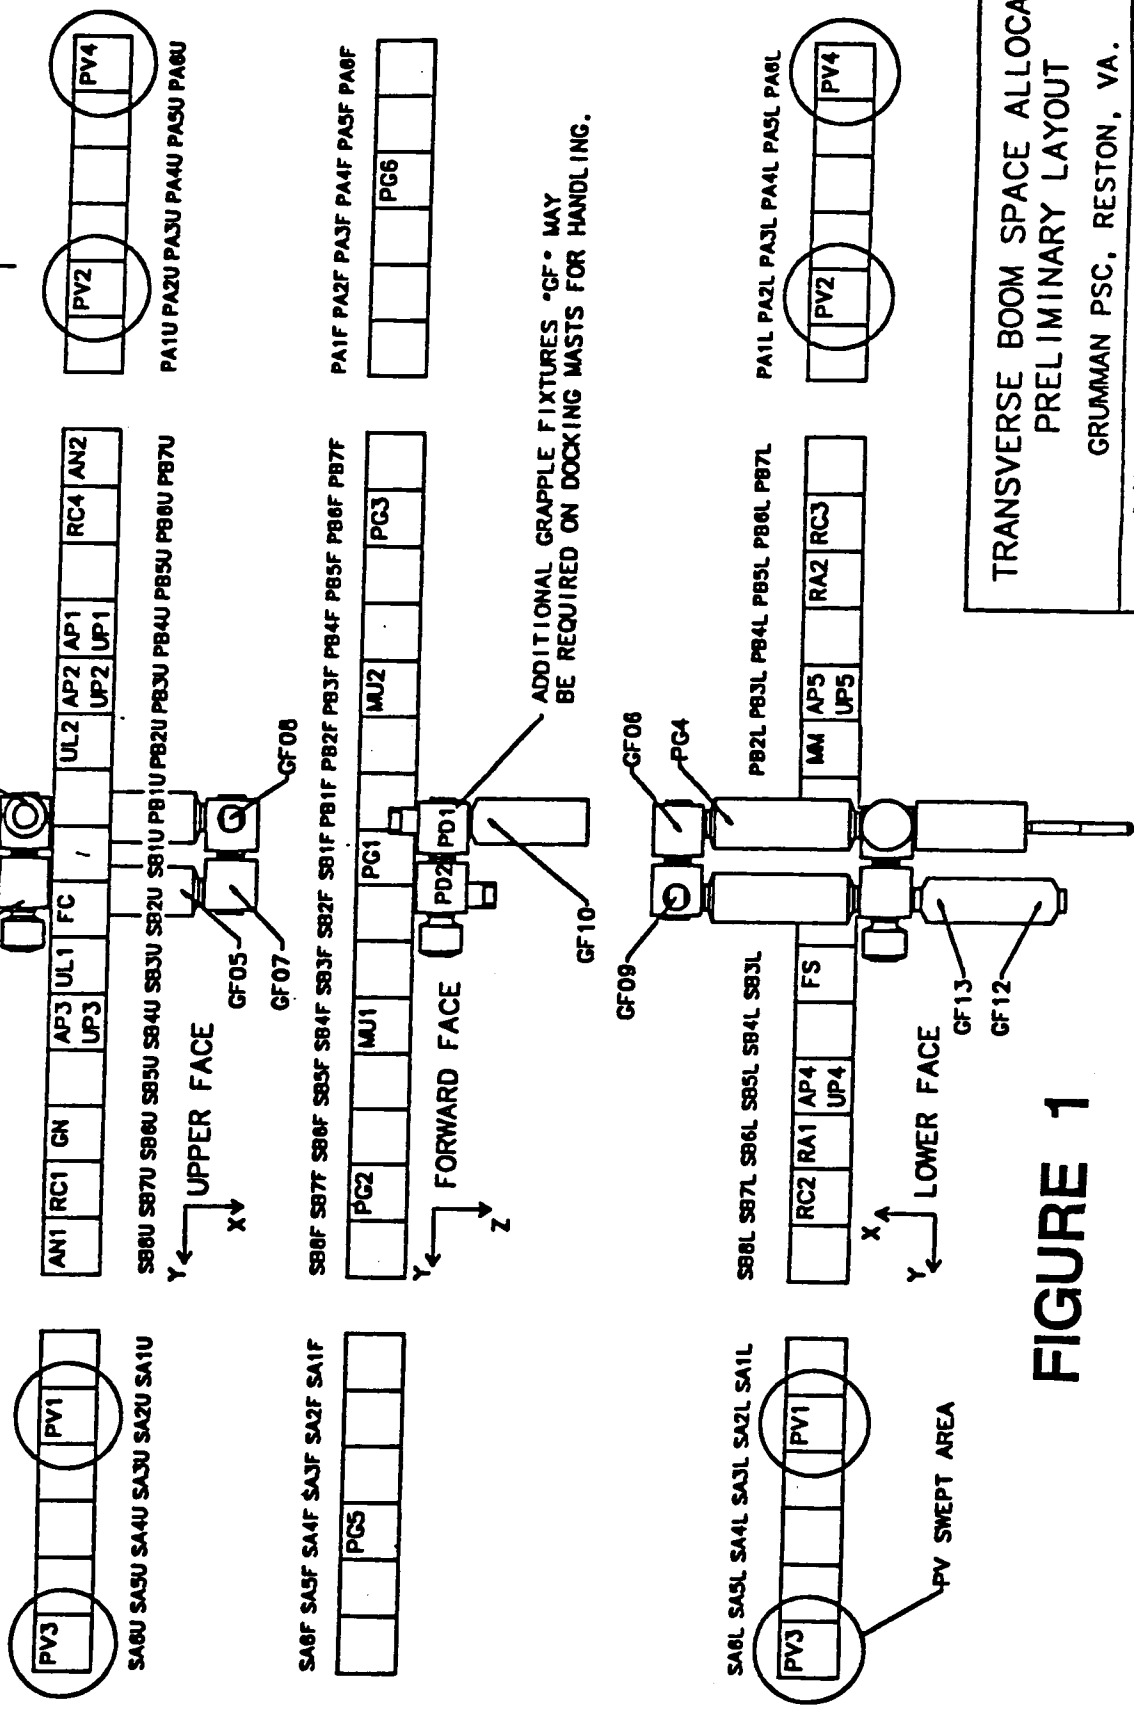 PV3 PV1
SA6U SA5U SA4U SA3U SA2U SA1U
AN1 RC1 GN AP3 UL1 FC / UL2 AP2 AP1 RC4 AN2
UP3 UP2 UP1
SB8U SB7U SB6U SB5U SB4U SB3U SB2U SB1U PB1U PB2U PB3U PB4U PB5U PB6U PB7U
PV2 PV4
PA1U PA2U PA3U PA4U PA5U PA6U
Y
X
UPPER FACE
GF05
GF07
GF08
SA6F SA5F SA4F SA3F SA2F SA1F
PG5
SB8F SB7F SB6F SB5F SB4F SB3F SB2F SB1F PB1F PB2F PB3F PB4F PB5F PB6F PB7F
PG2 MU1 PG1 MU2 PG3
PA1F PA2F PA3F PA4F PA5F PA6F
PG6
Y
Z
FORWARD FACE
PD2 PD1
GF10
ADDITIONAL GRAPPLE FIXTURES "GF" MAY
BE REQUIRED ON DOCKING MASTS FOR HANDLING.
GF09
GF06
PG4
SA6L SA5L SA4L SA3L SA2L SA1L
PV3 PV1
SB8L SB7L SB6L SB5L SB4L SB3L
PB2L PB3L PB4L PB5L PB6L PB7L
RC2 RA1 AP4 FS MM AP5 RA2 RC3
UP4 UP5
PA1L PA2L PA3L PA4L PA5L PA6L
PV2 PV4
X
Y
LOWER FACE
GF13
GF12
PV SWEPT AREA
FIGURE 1
TRANSVERSE BOOM SPACE ALLOCA
PRELIMINARY LAYOUT
GRUMMAN PSC, RESTON, VA.